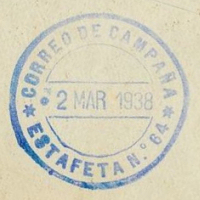 CORREO DE CAMPAÑA
2 MAR 1938
ESTAFETA N.º 64